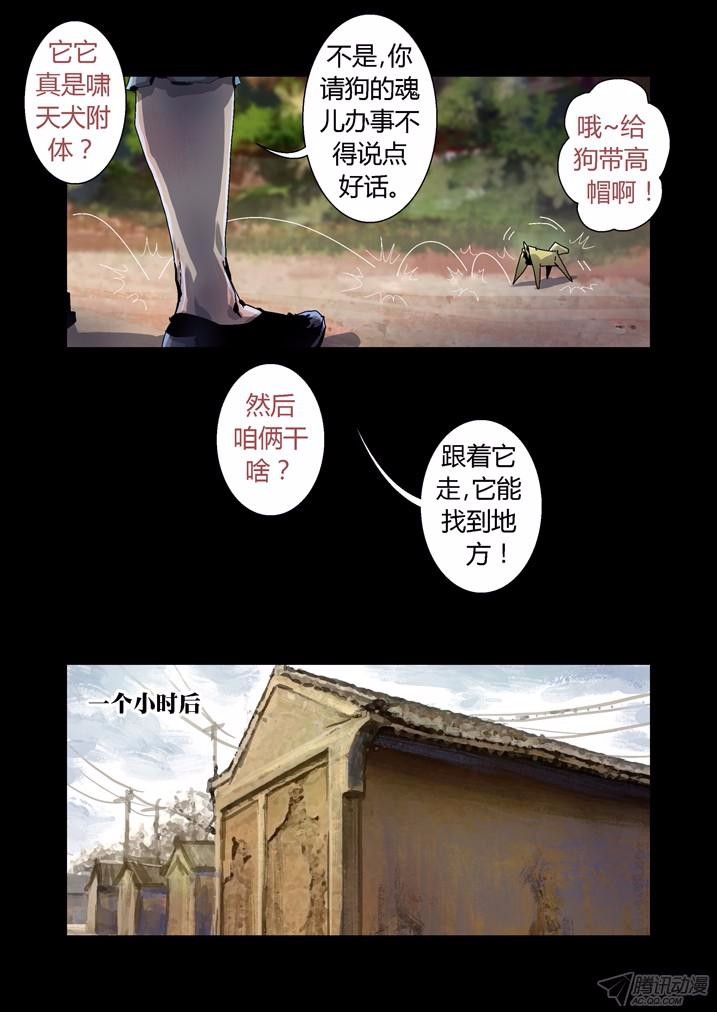 它它
真是啸
天犬附
体？
不是，你
请狗的魂
儿办事不
得说点
好话。
哦~给
狗带高
帽啊！
然后
咱俩干
啥？
跟着它
走，它能
找到地
方！
一个小时后
腾讯动漫